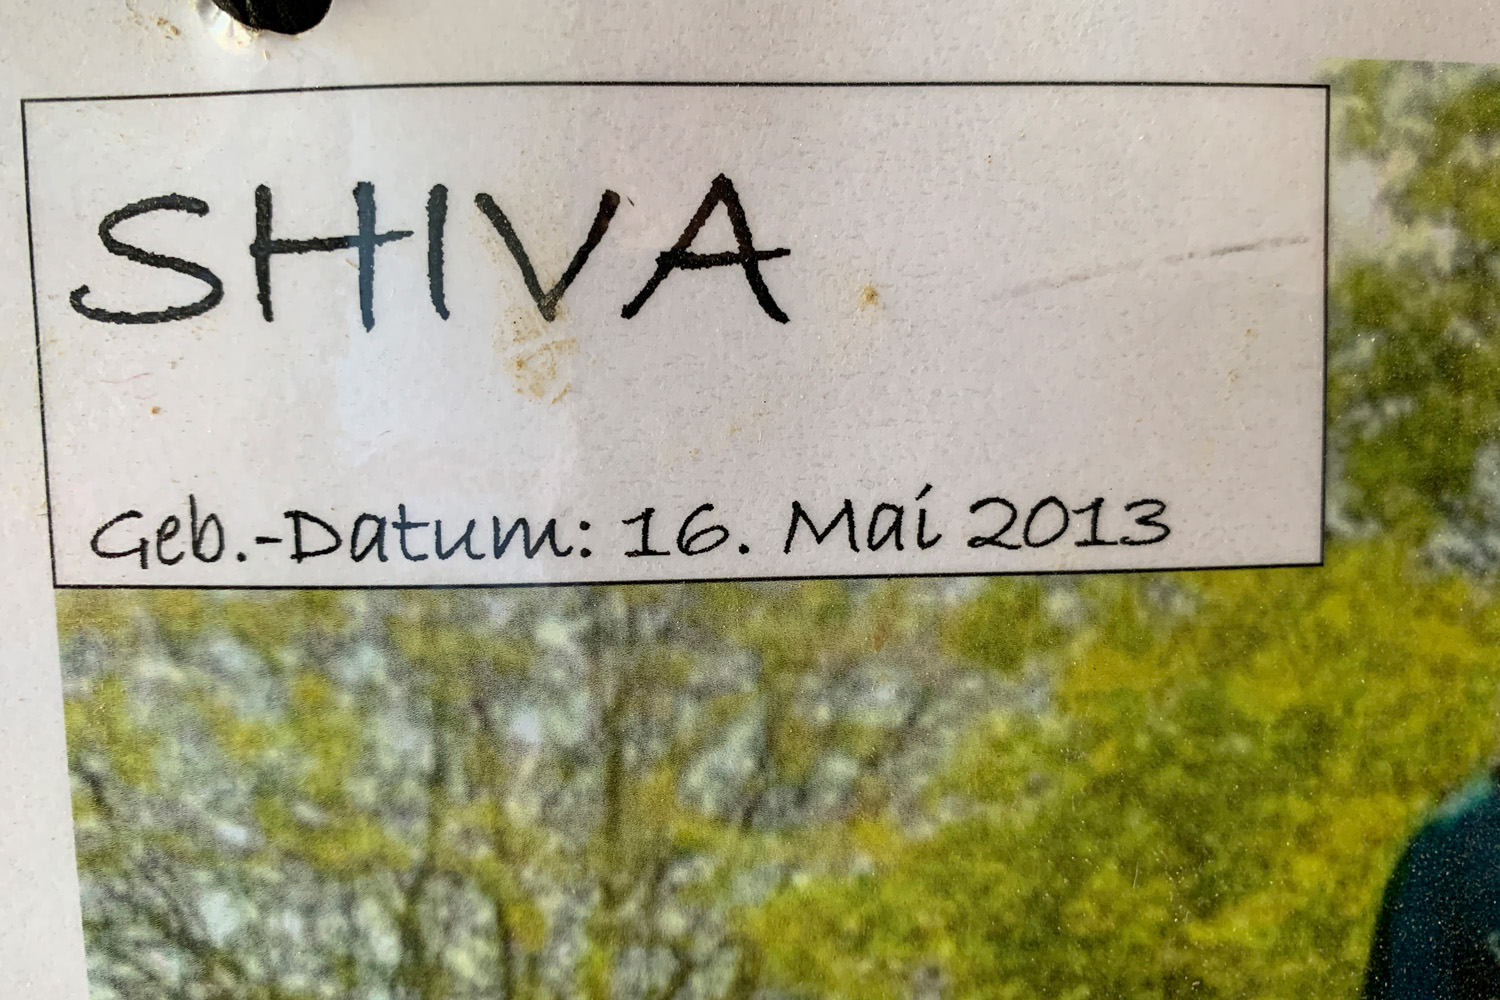 SHIVA
Geb.-Datum: 16. Mai 2013